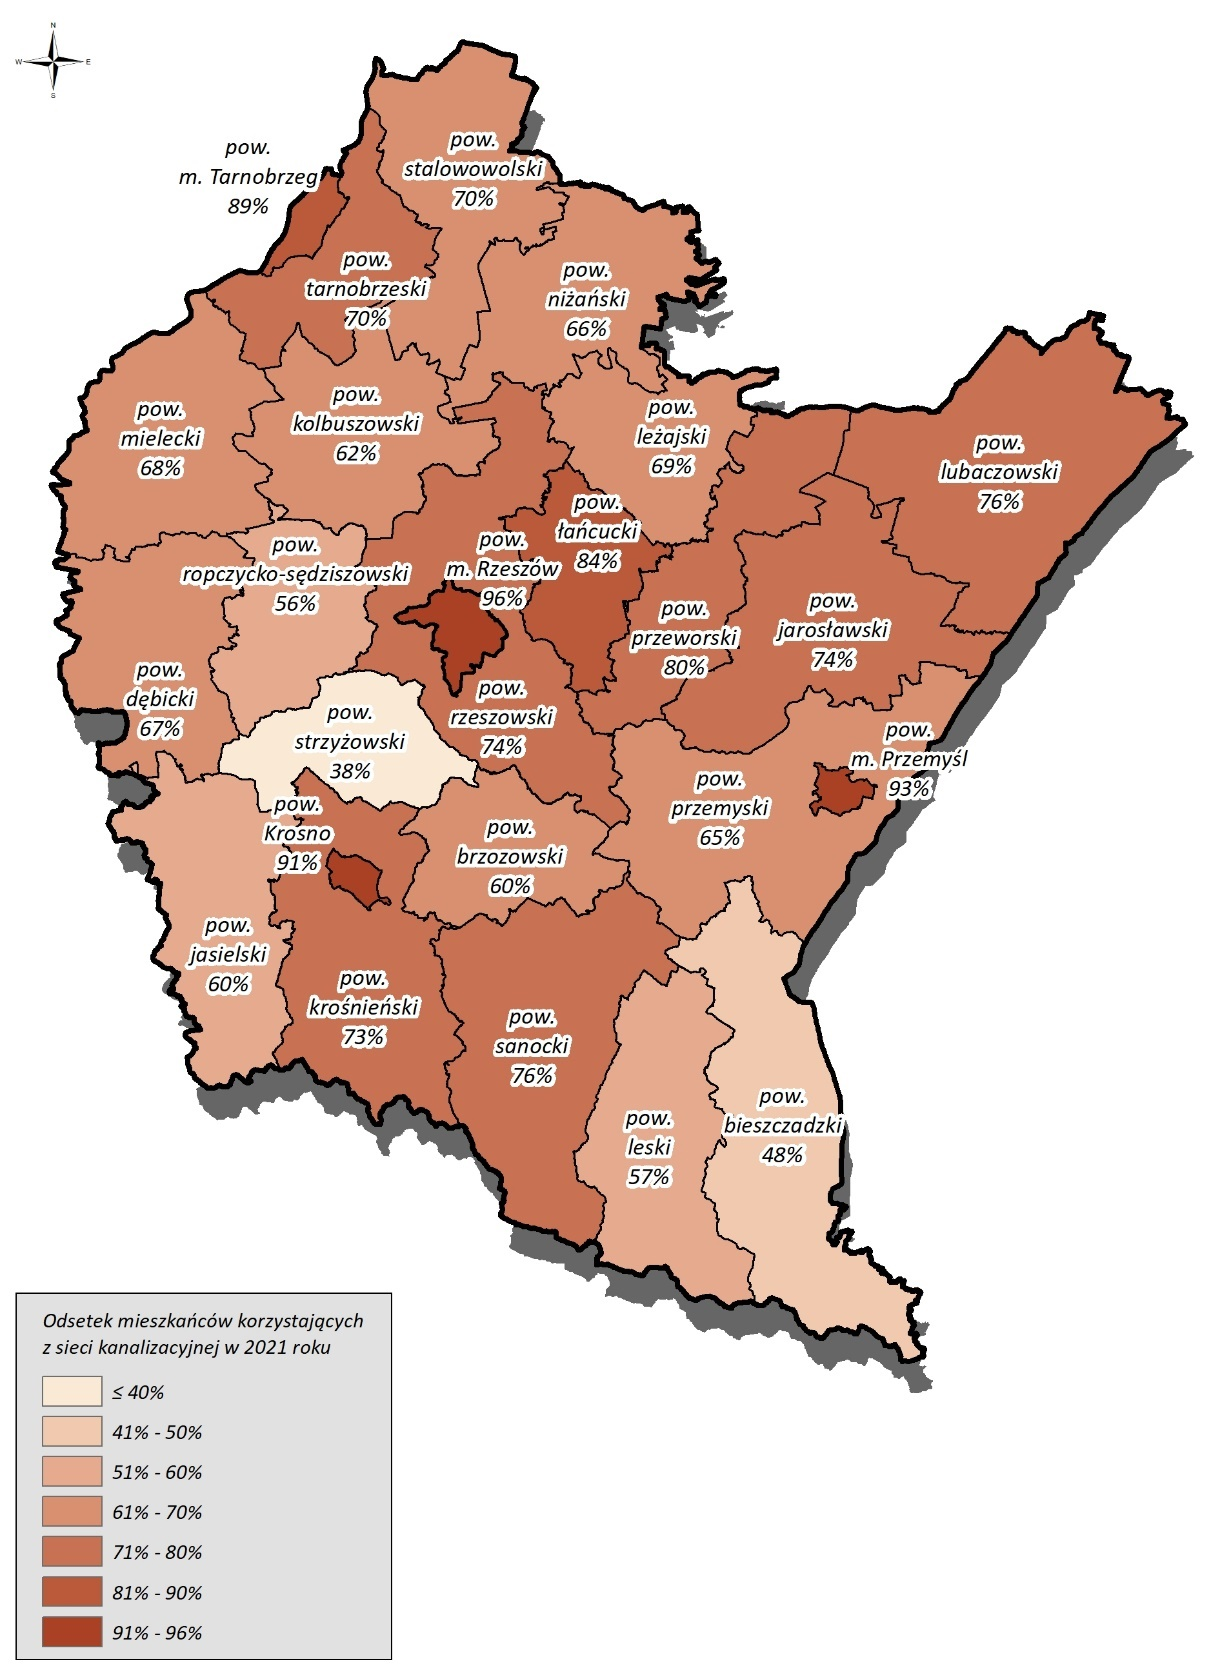 N
W
E
S
pow.
m. Tarnobrzeg
89%
pow.
stalowowolski
70%
pow.
tarnobrzeski
70%
pow.
niżański
66%
pow.
mielecki
68%
pow.
kolbuszowski
62%
pow.
leżajski
69%
pow.
lubaczowski
76%
pow.
ropczycko-sędziszowski
56%
pow.
m. Rzeszów
96%
pow.
łańcucki
84%
pow.
przeworski
80%
pow.
jarosławski
74%
pow.
dębicki
67%
pow.
strzyżowski
38%
pow.
rzeszowski
74%
pow.
przemyski
65%
pow.
m. Przemyśl
93%
pow.
Krosno
91%
pow.
brzozowski
60%
pow.
jasielski
60%
pow.
krośnieński
73%
pow.
sanocki
76%
pow.
leski
57%
pow.
bieszczadzki
48%
Odsetek mieszkańców korzystających
z sieci kanalizacyjnej w 2021 roku
≤ 40%
41% - 50%
51% - 60%
61% - 70%
71% - 80%
81% - 90%
91% - 96%